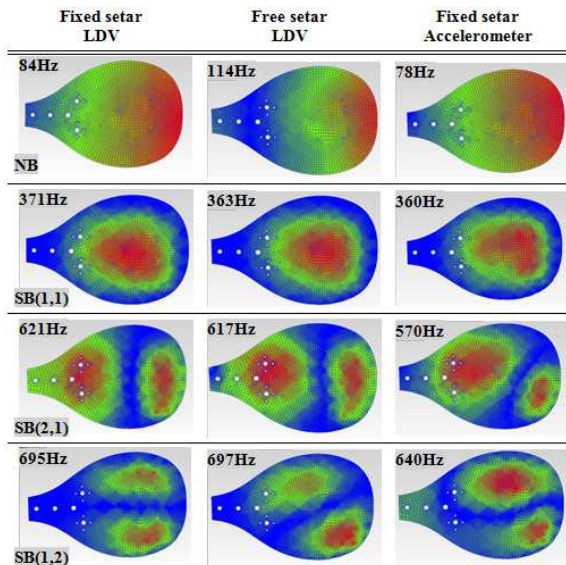 Fixed setar Free setar Fixed setar
LDV LDV Accelerometer
84Hz 114Hz 78Hz
NB
371Hz 363Hz 360Hz
SB(1,1)
621Hz 617Hz 570Hz
SB(2,1)
695Hz 697Hz 640Hz
SB(1,2)